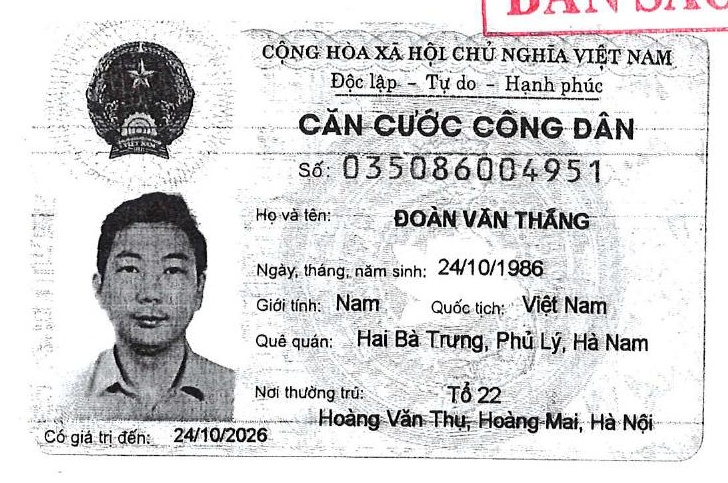 BẢN SAO
CỘNG HÒA XÃ HỘI CHỦ NGHĨA VIỆT NAM
Độc lập - Tự do - Hạnh phúc
CĂN CƯỚC CÔNG DÂN
Số: 035086004951
Họ và tên: ĐOÀN VĂN THẮNG
Ngày, tháng, năm sinh: 24/10/1986
Giới tính: Nam Quốc tịch: Việt Nam
Quê quán: Hai Bà Trưng, Phủ Lý, Hà Nam
Nơi thường trú: Tổ 22
Hoàng Văn Thụ, Hoàng Mai, Hà Nội
Có giá trị đến: 24/10/2026